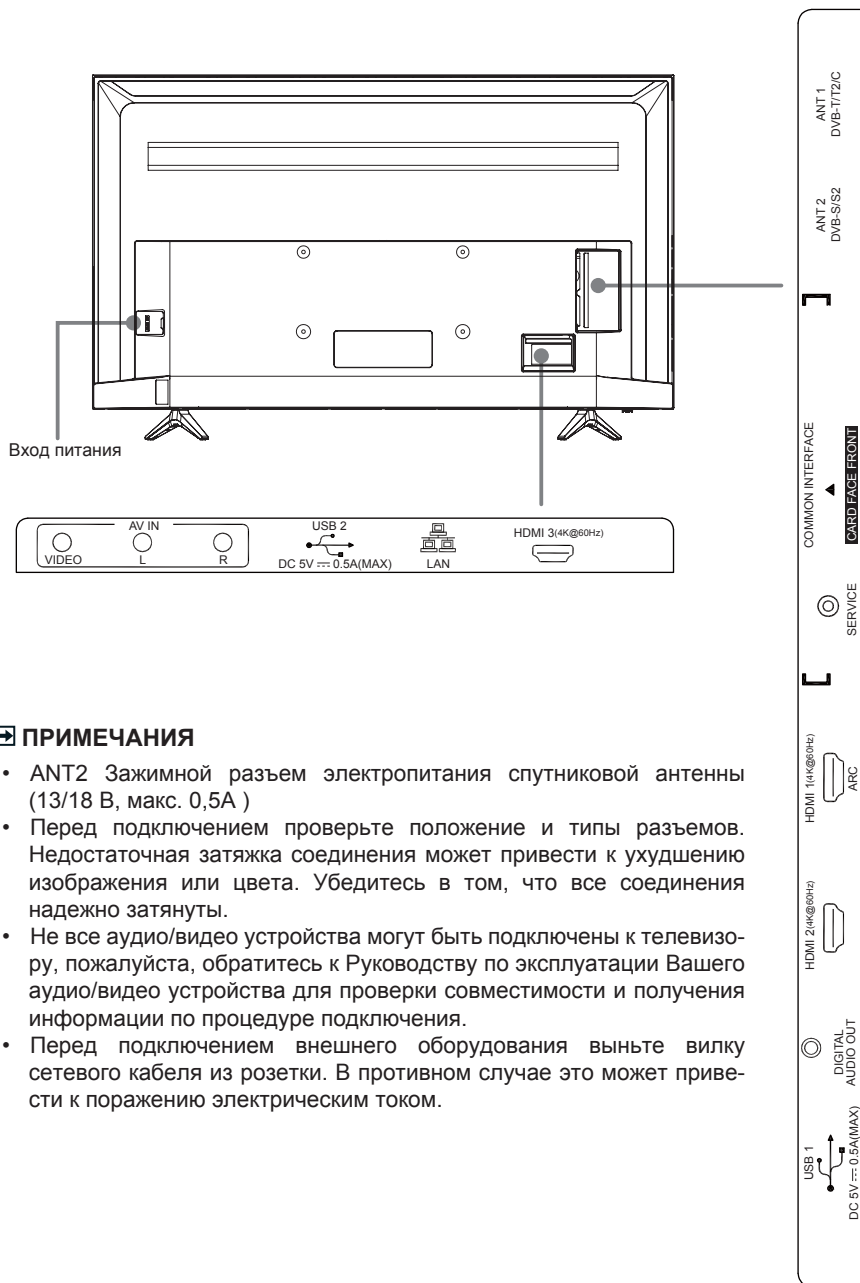 Вход питания
AV IN
VIDEO
L
R
USB 2
DC 5V 0.5A(MAX)
LAN
HDMI 3(4K@60Hz)
ПРИМЕЧАНИЯ
• ANT2 Зажимной разъем электропитания спутниковой антенны
(13/18 В, макс. 0,5А )
• Перед подключением проверьте положение и типы разъемов.
Недостаточная затяжка соединения может привести к ухудшению
изображения или цвета. Убедитесь в том, что все соединения
надежно затянуты.
• Не все аудио/видео устройства могут быть подключены к телевизо-
ру, пожалуйста, обратитесь к Руководству по эксплуатации Вашего
аудио/видео устройства для проверки совместимости и получения
информации по процедуре подключения.
• Перед подключением внешнего оборудования выньте вилку
сетевого кабеля из розетки. В противном случае это может приве-
сти к поражению электрическим током.
ANT 1
DVB-T/T2/C
ANT 2
DVB-S/S2
COMMON INTERFACE
CARD FACE FRONT
SERVICE
HDMI 1(4K@60Hz)
ARC
HDMI 2(4K@60Hz)
DIGITAL
AUDIO OUT
USB 1
DC 5V 0.5A(MAX)